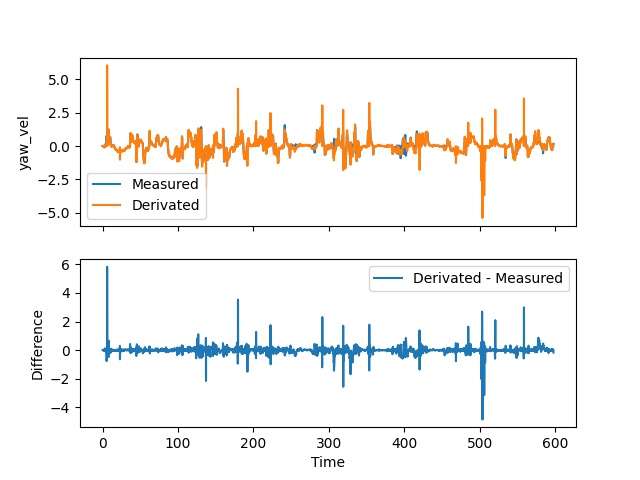 5.0
2.5
0.0
−2.5
−5.0
yaw_vel
Measured
Derivated
6
4
2
0
−2
−4
Difference
Derivated - Measured
0 100 200 300 400 500 600
Time